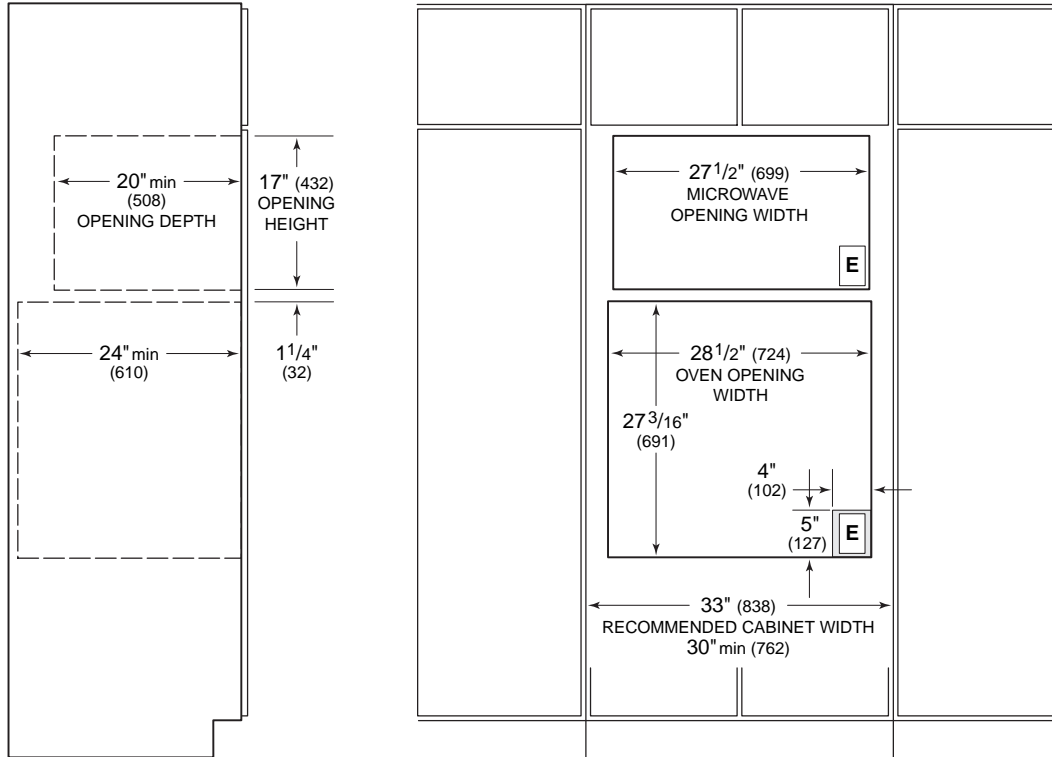 20" min
(508)
OPENING DEPTH
17" (432)
OPENING
HEIGHT
24" min
(610)
1 1/4"
(32)
27 1/2" (699)
MICROWAVE
OPENING WIDTH
E
28 1/2" (724)
OVEN OPENING
WIDTH
27 3/16"
(691)
4"
(102)
5"
(127)
E
33" (838)
RECOMMENDED CABINET WIDTH
30" min (762)